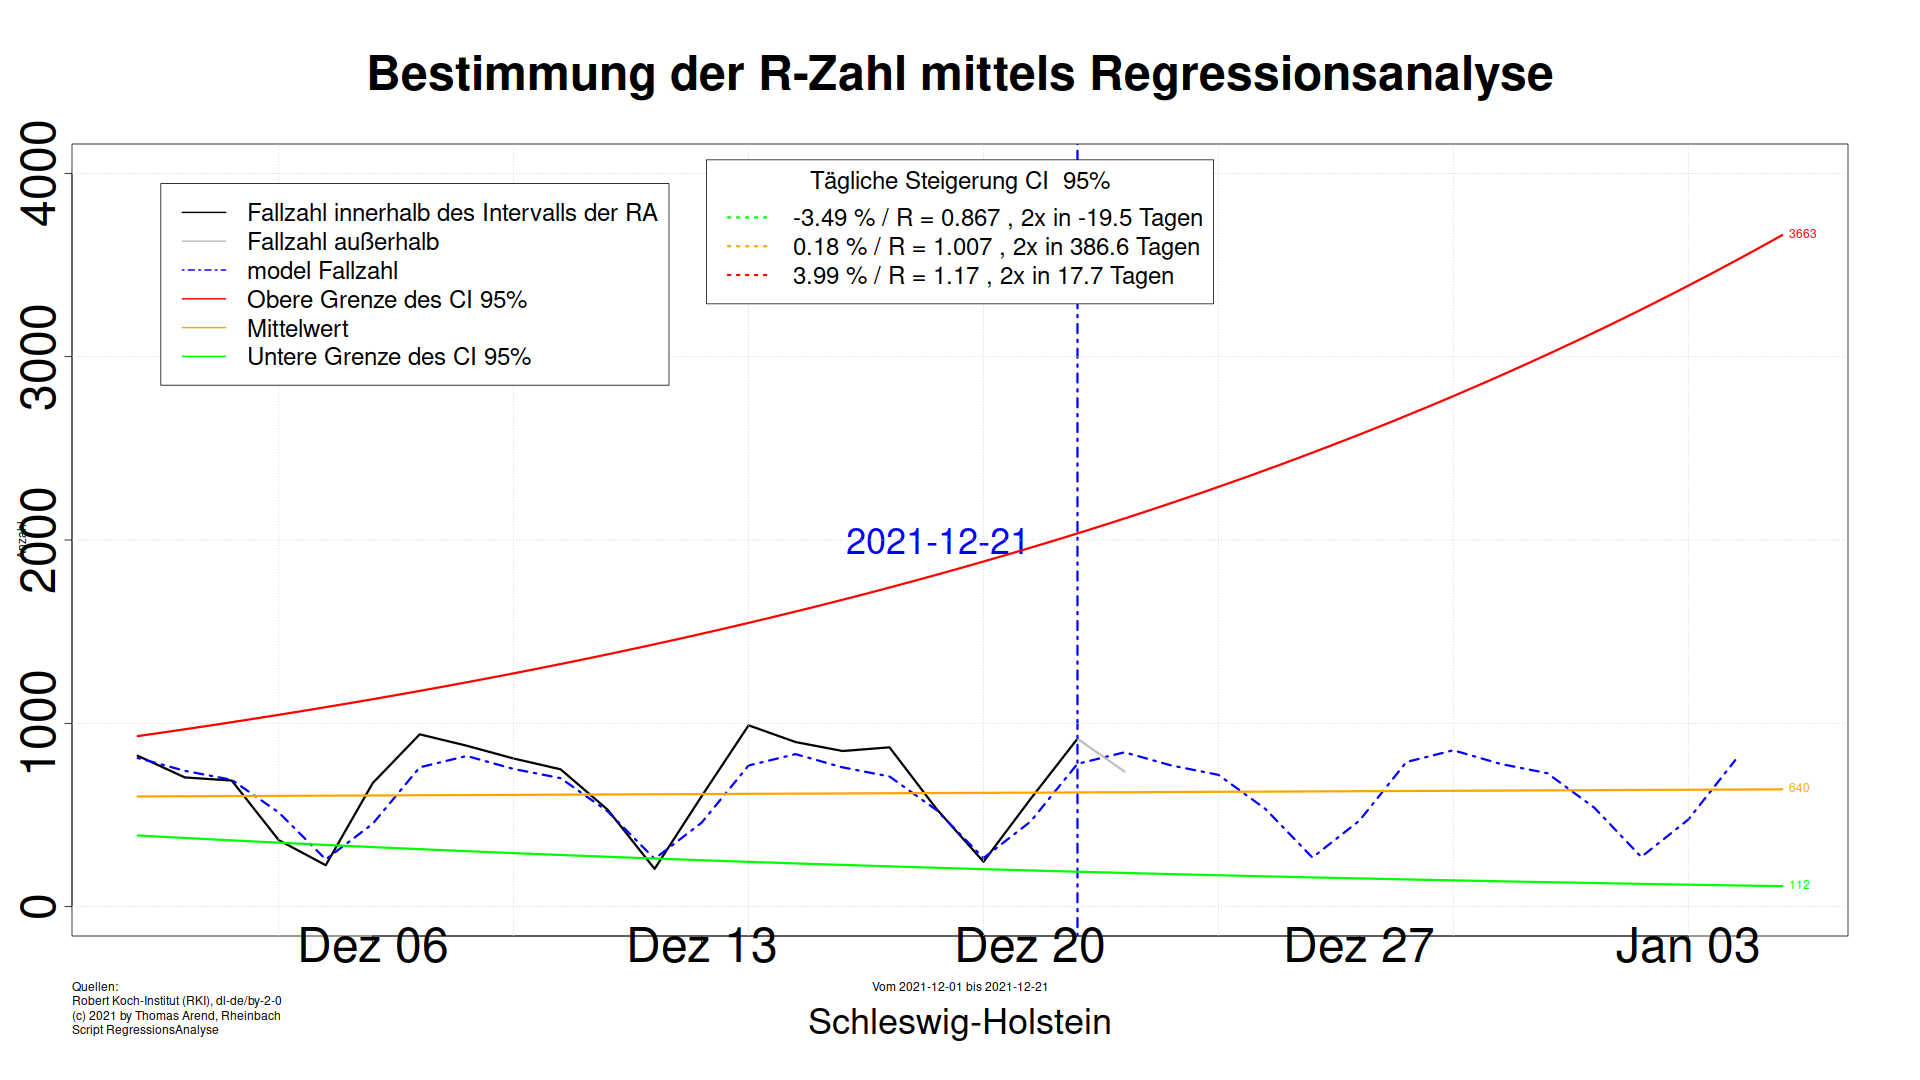 Bestimmung der R-Zahl mittels Regressionsanalyse
4000
3000
2000
1000
0
Anzahl
Fallzahl innerhalb des Intervalls der RA
Fallzahl außerhalb
model Fallzahl
Obere Grenze des CI 95%
Mittelwert
Untere Grenze des CI 95%
Tägliche Steigerung CI  95%
-3.49 % / R = 0.867 , 2x in -19.5 Tagen
0.18 % / R = 1.007 , 2x in 386.6 Tagen
3.99 % / R = 1.17 , 2x in 17.7 Tagen
3663
2021-12-21
640
112
Dez 06 Dez 13 Dez 20 Dez 27 Jan 03
Quellen:
Robert Koch-Institut (RKI), dl-de/by-2-0
(c) 2021 by Thomas Arend, Rheinbach
Script RegressionsAnalyse
Vom 2021-12-01 bis 2021-12-21
Schleswig-Holstein